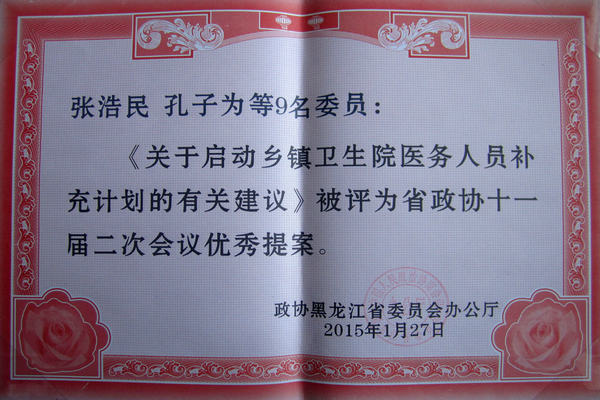 张浩民 孔子为等9名委员：
《关于启动乡镇卫生院医务人员补
充计划的有关建议》被评为省政协十一
届二次会议优秀提案。
政协黑龙江省委员会办公厅
2015年1月27日